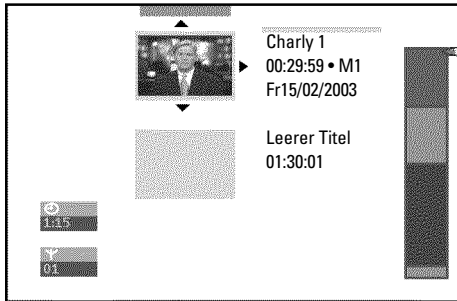 Charly 1
00:29:59 • M1
Fr15/02/2003
Leerer Titel
01:30:01
1:15
01